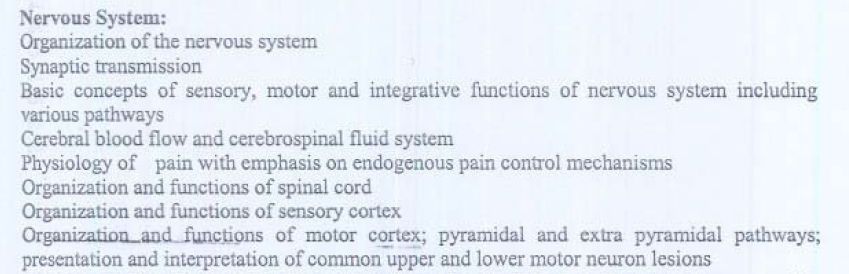 Nervous System:
Organization of the nervous system
Synaptic transmission
Basic concepts of sensory, motor and integrative functions of nervous system including
various pathways
Cerebral blood flow and cerebrospinal fluid system
Physiology of pain with emphasis on endogenous pain control mechanisms
Organization and functions of spinal cord
Organization and functions of sensory cortex
Organization and functions of motor cortex; pyramidal and extra pyramidal pathways;
presentation and interpretation of common upper and lower motor neuron lesions